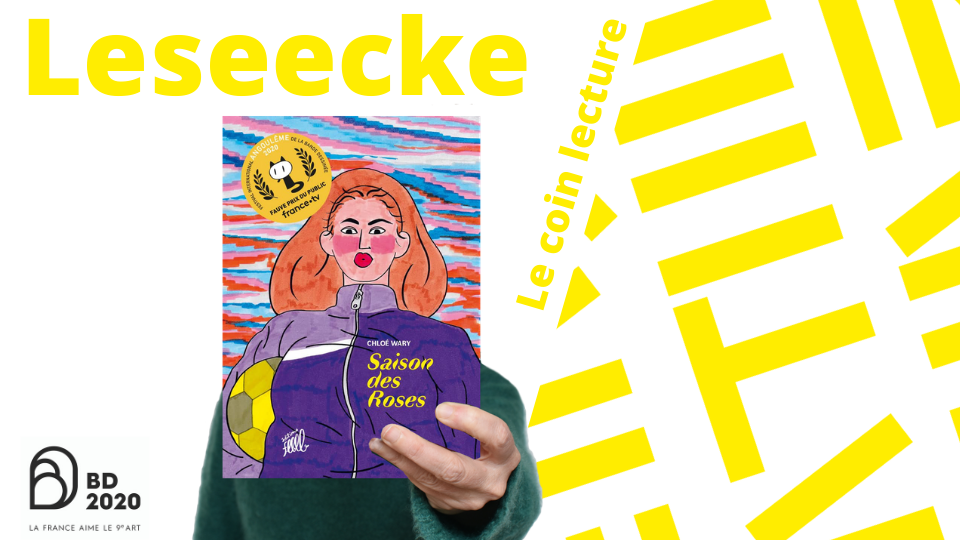 Leseecke
Le coin lecture
FESTIVAL INTERNATIONAL DE LA BANDE DESSINÉE
ANGOULÊME
2020
FAUVE PRIX DU PUBLIC
france•tv
CHLOÉ WARY
Saison
des
Roses
BD
2020
LA FRANCE AIME LE 9e ART